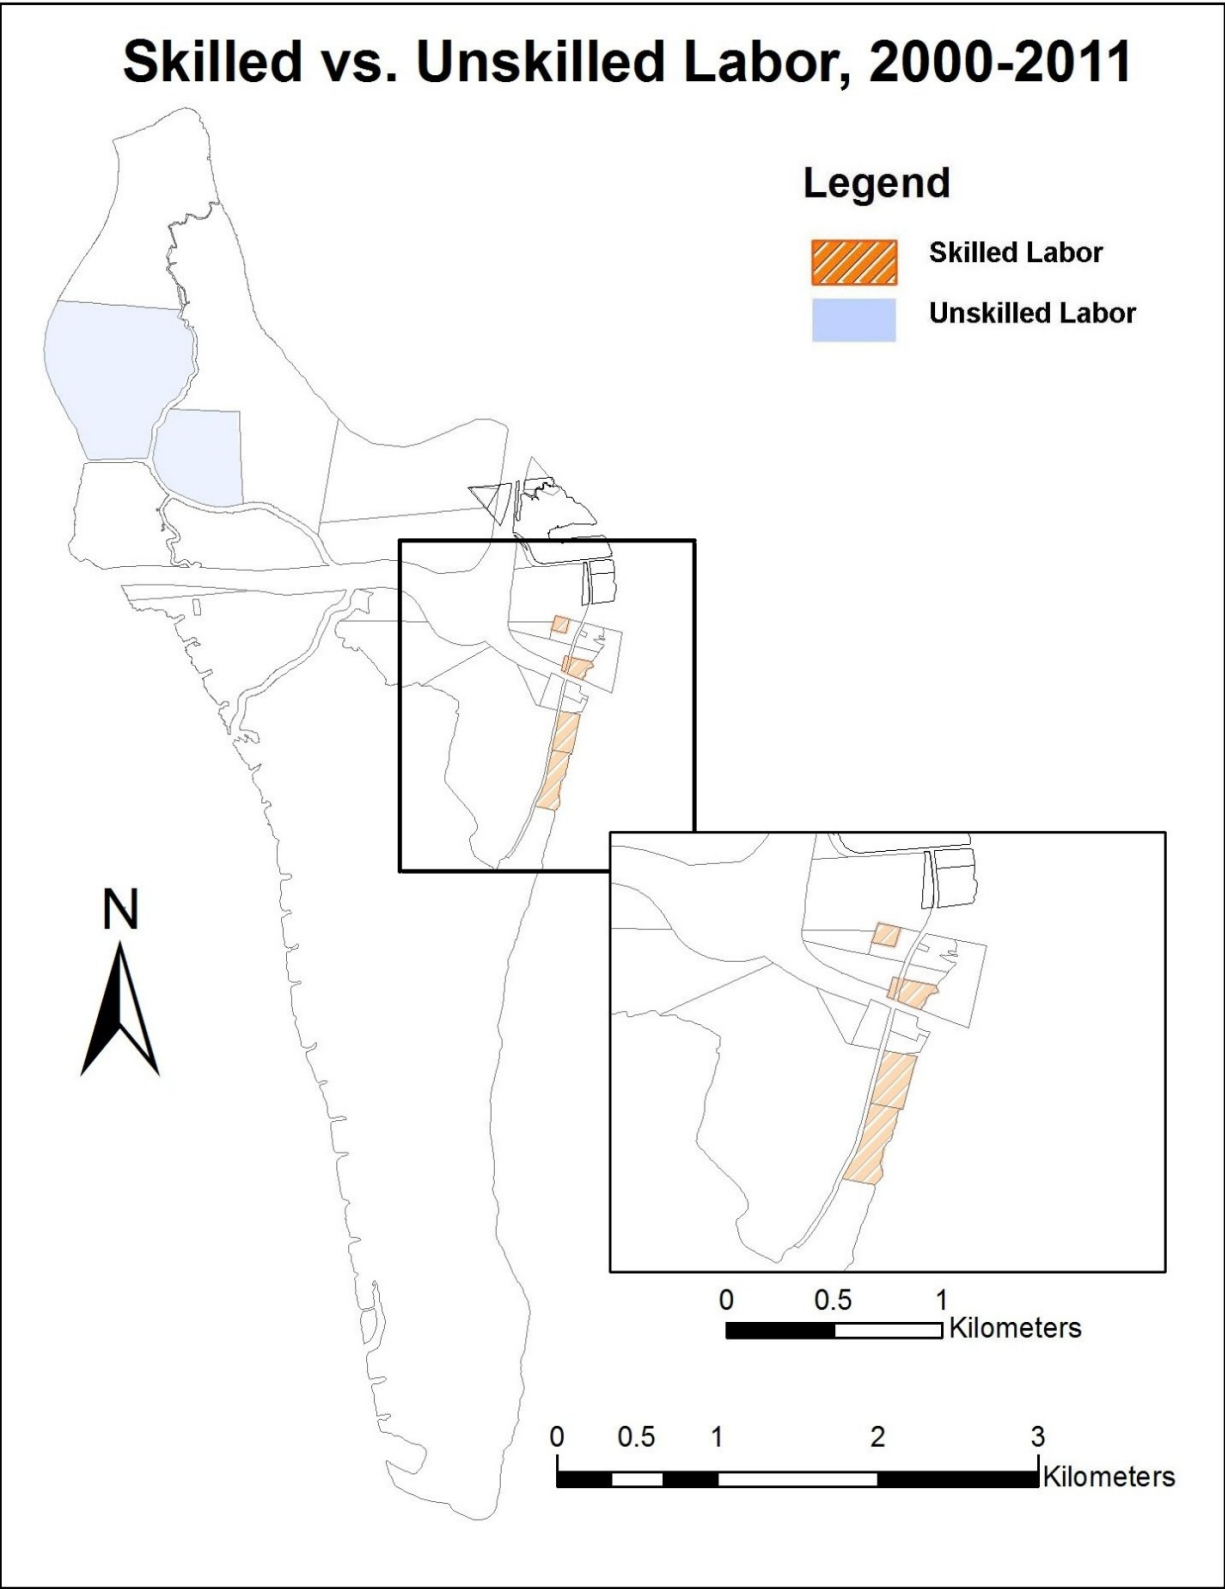 Skilled vs. Unskilled Labor, 2000-2011
Legend
Skilled Labor
Unskilled Labor
N
0 0.5 1
Kilometers
0 0.5 1 2 3
Kilometers